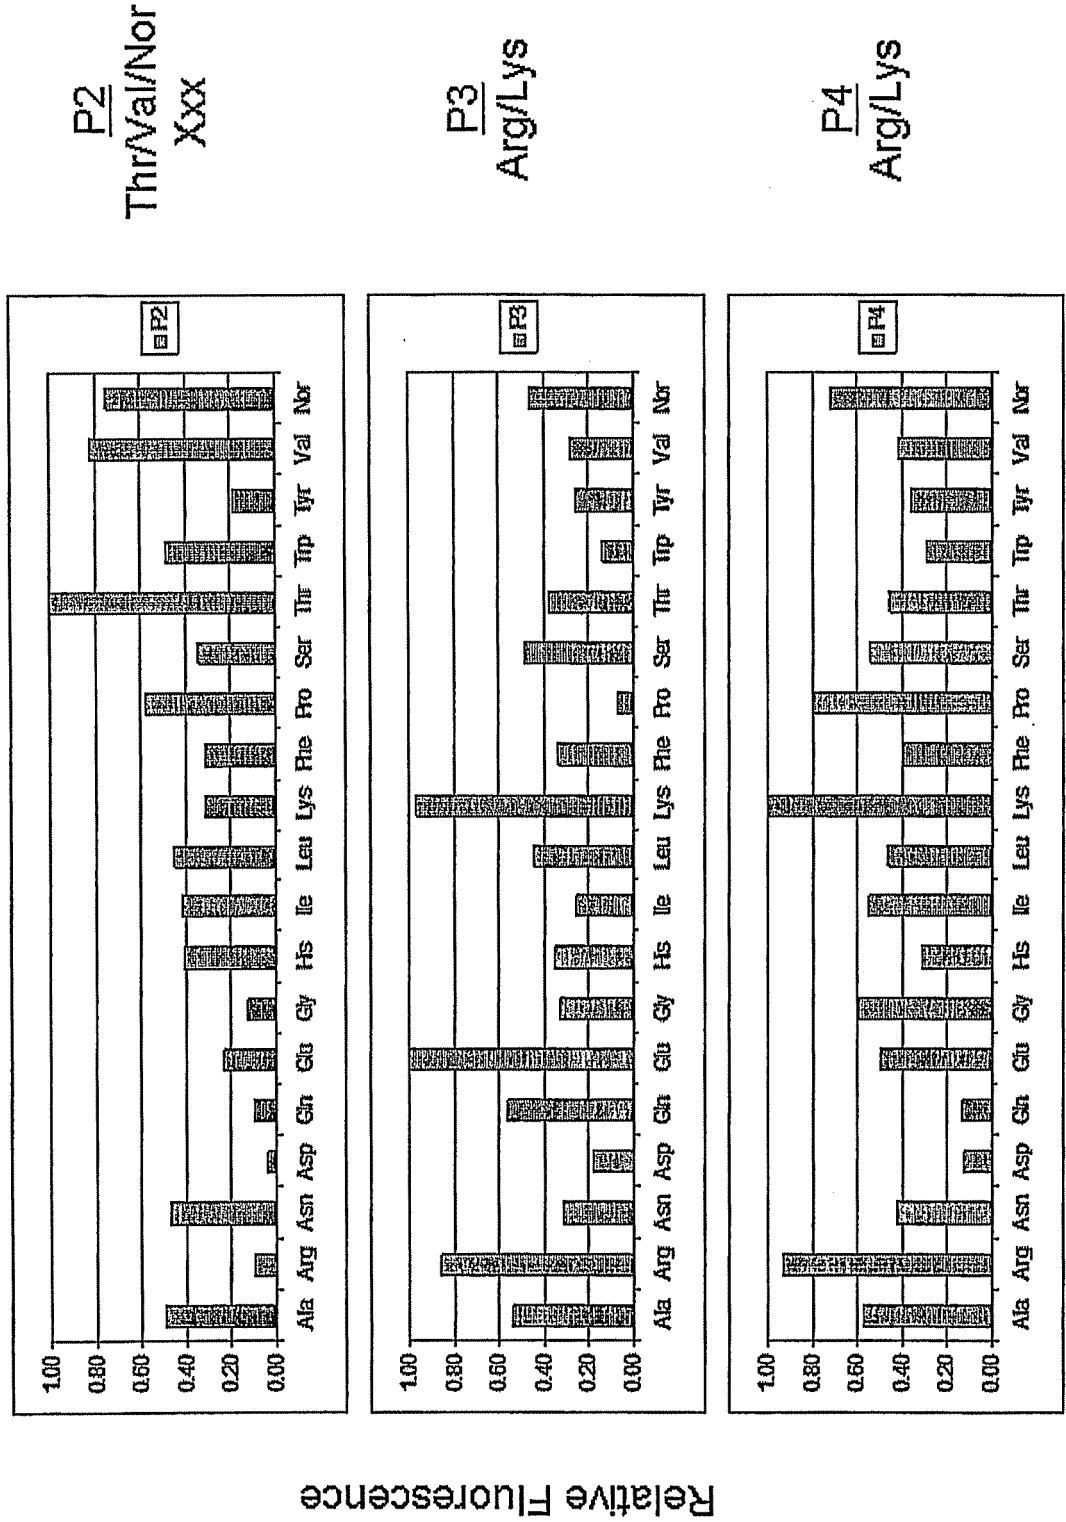 Relative Fluorescence
1.00
0.80
0.60
0.40
0.20
0.00
Ala Arg Asn Asp Gln Glu Gly His Ile Leu Lys Phe Pro Ser Thr Trp Tyr Val Nor
P2
P2
Thr/Val/Nor
Xxx
1.00
0.80
0.60
0.40
0.20
0.00
Ala Arg Asn Asp Gln Glu Gly His Ile Leu Lys Phe Pro Ser Thr Trp Tyr Val Nor
P3
P3
Arg/Lys
1.00
0.80
0.60
0.40
0.20
0.00
Ala Arg Asn Asp Gln Glu Gly His Ile Leu Lys Phe Pro Ser Thr Trp Tyr Val Nor
P4
P4
Arg/Lys